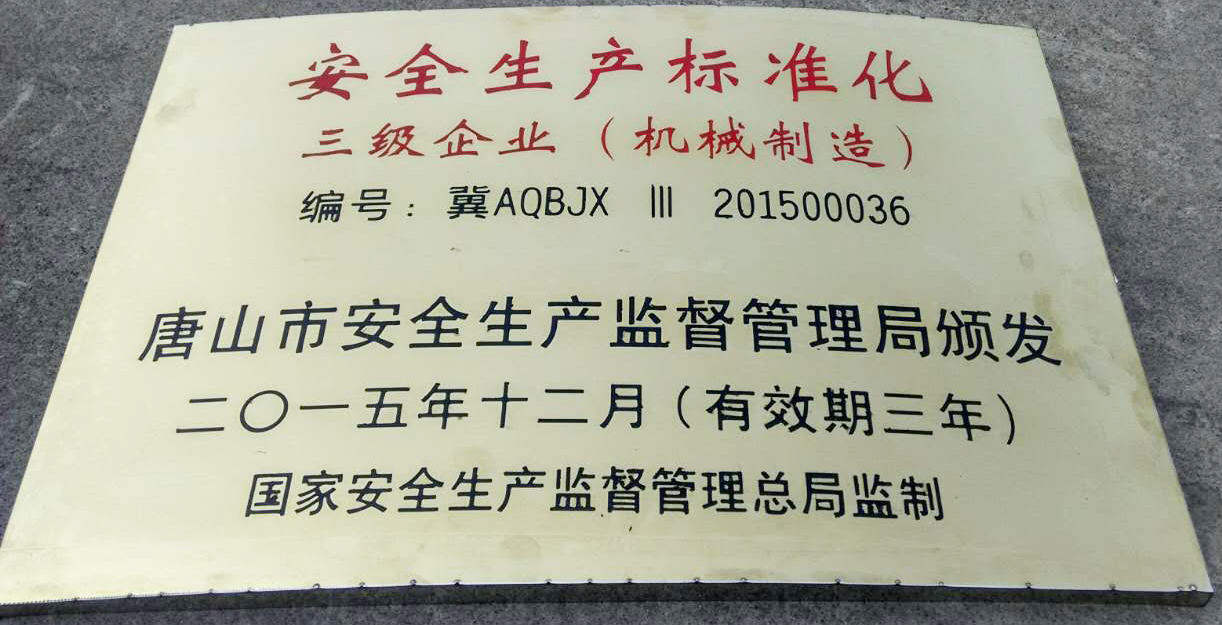 安全生产标准化
三级企业（机械制造）
编号：冀AQBJX Ⅲ 201500036
唐山市安全生产监督管理局颁发
二〇一五年十二月（有效期三年）
国家安全生产监督管理总局监制